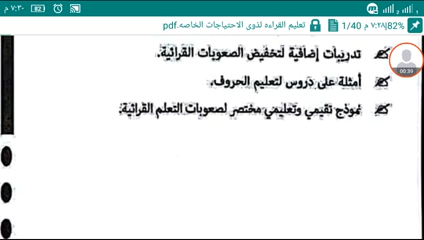 ٧:٣٠ م 82
82% ٧:٢٨ م 1/40 تعليم القراءه لذوى الاحتياجات الخاصه.pdf
تدريبات إضافية لتخفيض الصعوبات القرائية.
أمثلة على دروس لتعليم الحروف.
نموذج تقيمي وتعليمي مختصر لصعوبات التعلم القرائية:
00:39